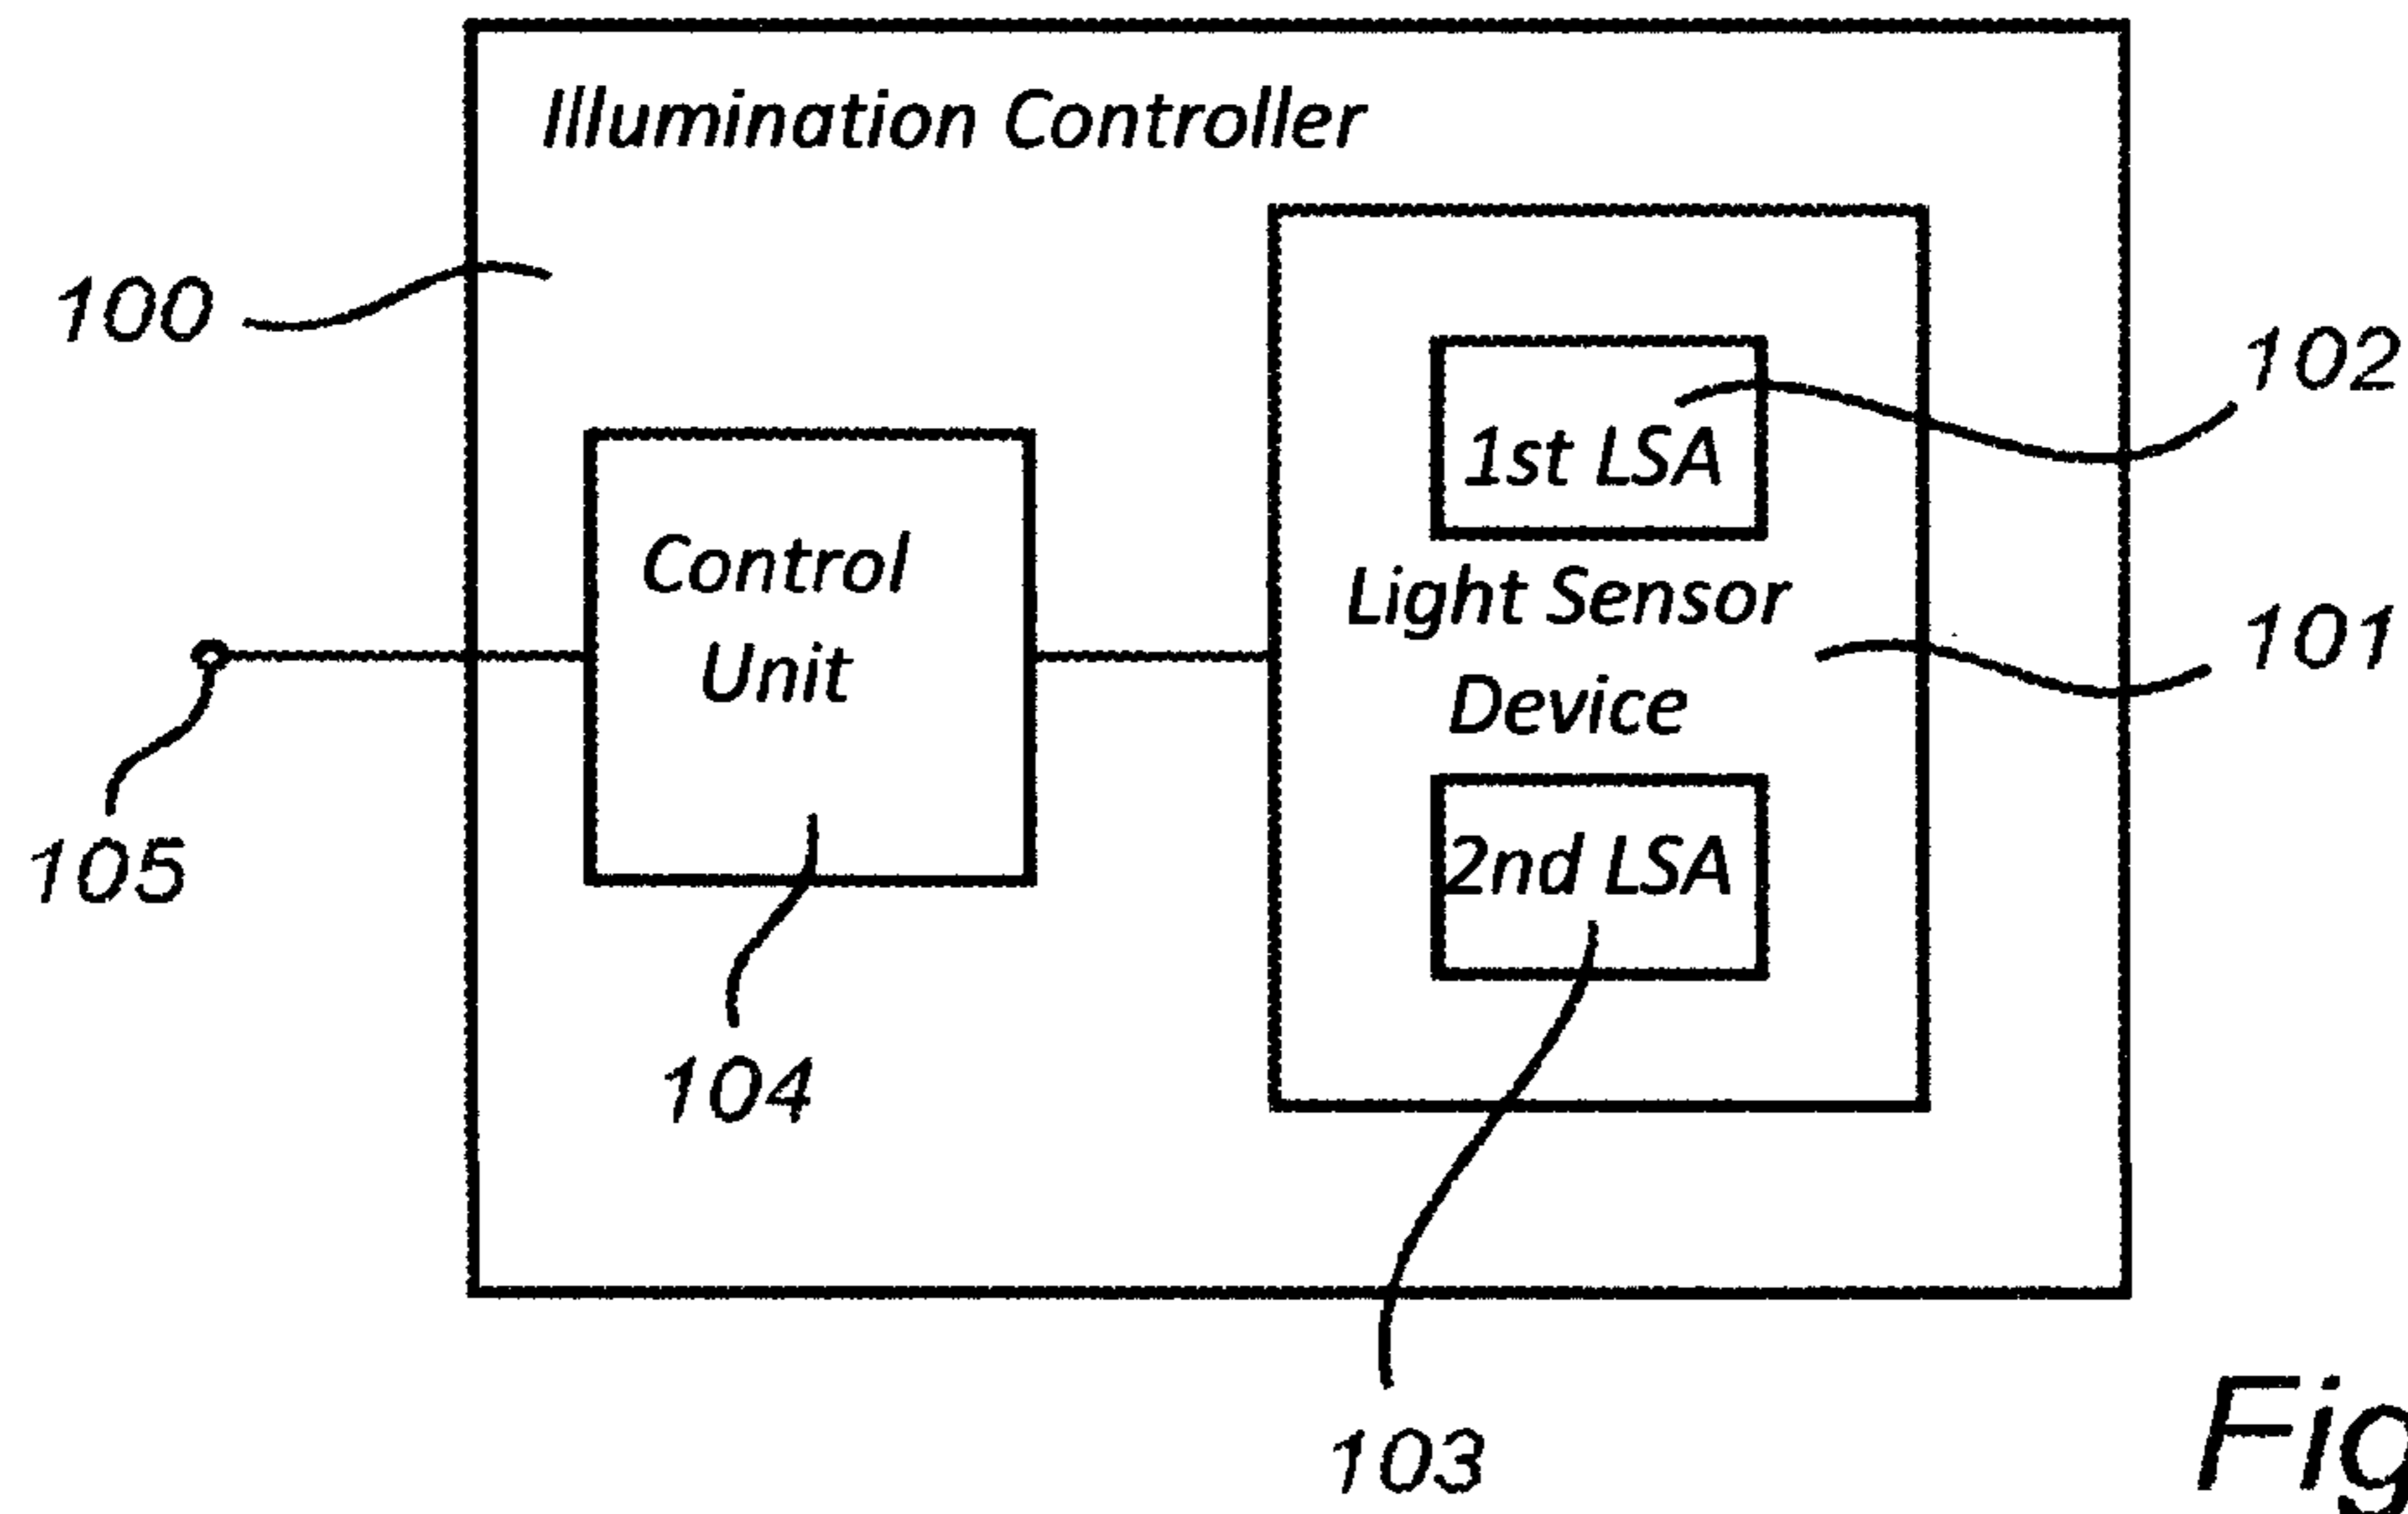 Illumination Controller
100
102
1st LSA
Control
Unit
Light Sensor
Device
101
2nd LSA
105
104
103
Fig